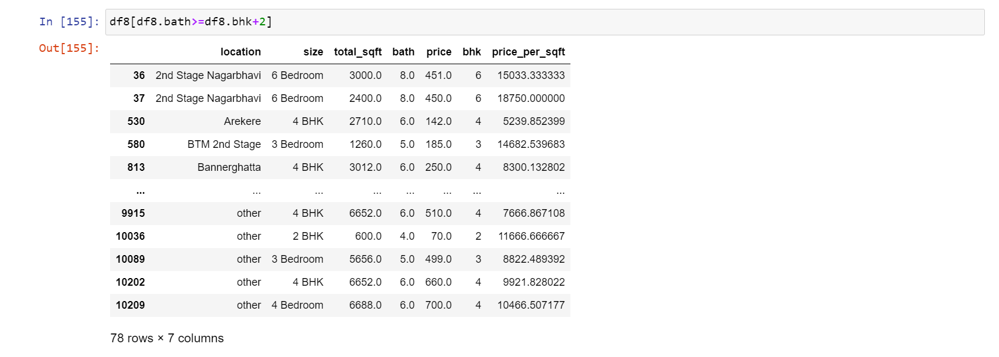 In [155]: df8[df8.bath>=df8.bhk+2]
Out[155]:
location size total_sqft bath price bhk price_per_sqft
36 2nd Stage Nagarbhavi 6 Bedroom 3000.0 8.0 451.0 6 15033.333333
37 2nd Stage Nagarbhavi 6 Bedroom 2400.0 8.0 450.0 6 18750.000000
530 Arekere 4 BHK 2710.0 6.0 142.0 4 5239.852399
580 BTM 2nd Stage 3 Bedroom 1260.0 5.0 185.0 3 14682.539683
813 Bannerghatta 4 BHK 3012.0 6.0 250.0 4 8300.132802
... ... ... ... ... ... ... ...
9915 other 4 BHK 6652.0 6.0 510.0 4 7666.867108
10036 other 2 BHK 600.0 4.0 70.0 2 11666.666667
10089 other 3 Bedroom 5656.0 5.0 499.0 3 8822.489392
10202 other 4 BHK 6652.0 6.0 660.0 4 9921.828022
10209 other 4 Bedroom 6688.0 6.0 700.0 4 10466.507177
78 rows × 7 columns